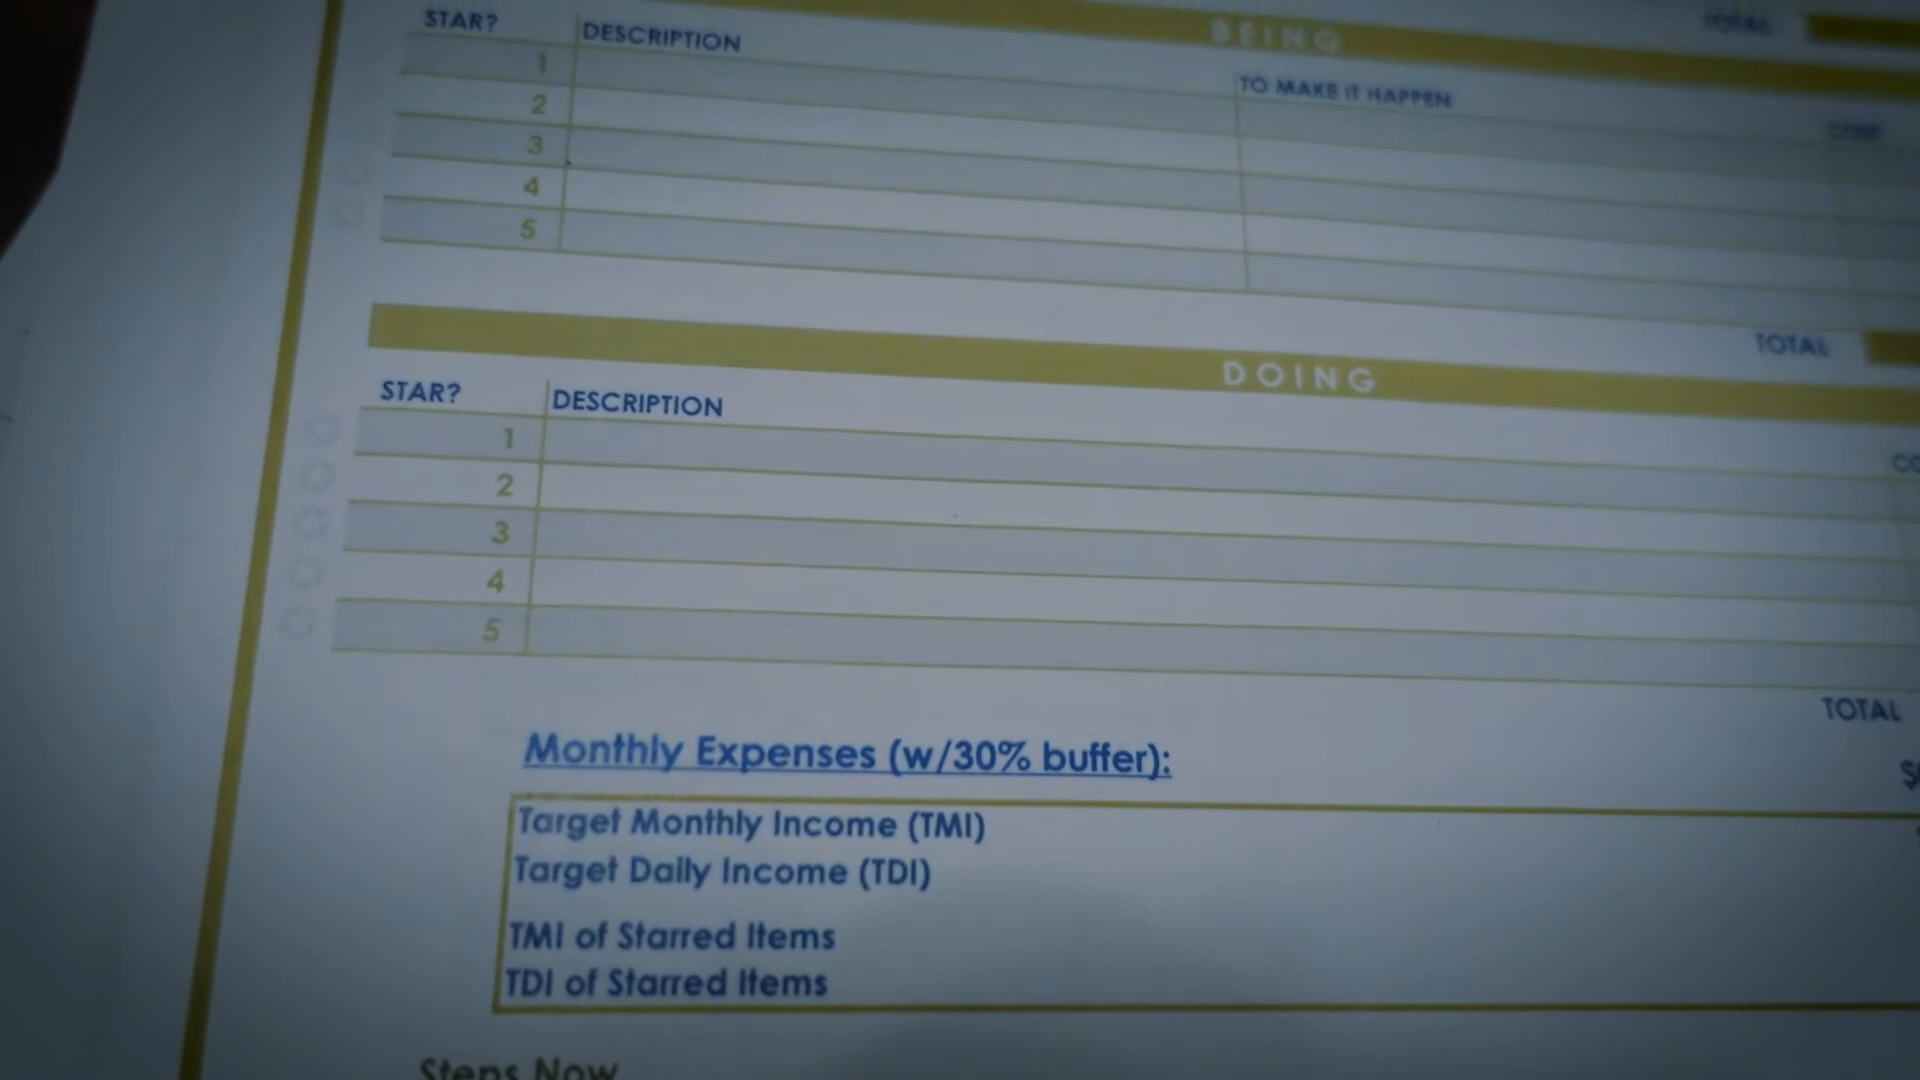 TOTAL
BEING
STAR? DESCRIPTION TO MAKE IT HAPPEN COST
1
2
3
4
5
TOTAL
DOING
STAR? DESCRIPTION
1
2
3
4
5
TOTAL
Monthly Expenses (w/30% buffer):
Target Monthly Income (TMI)
Target Daily Income (TDI)
TMI of Starred Items
TDI of Starred Items
Steps Now